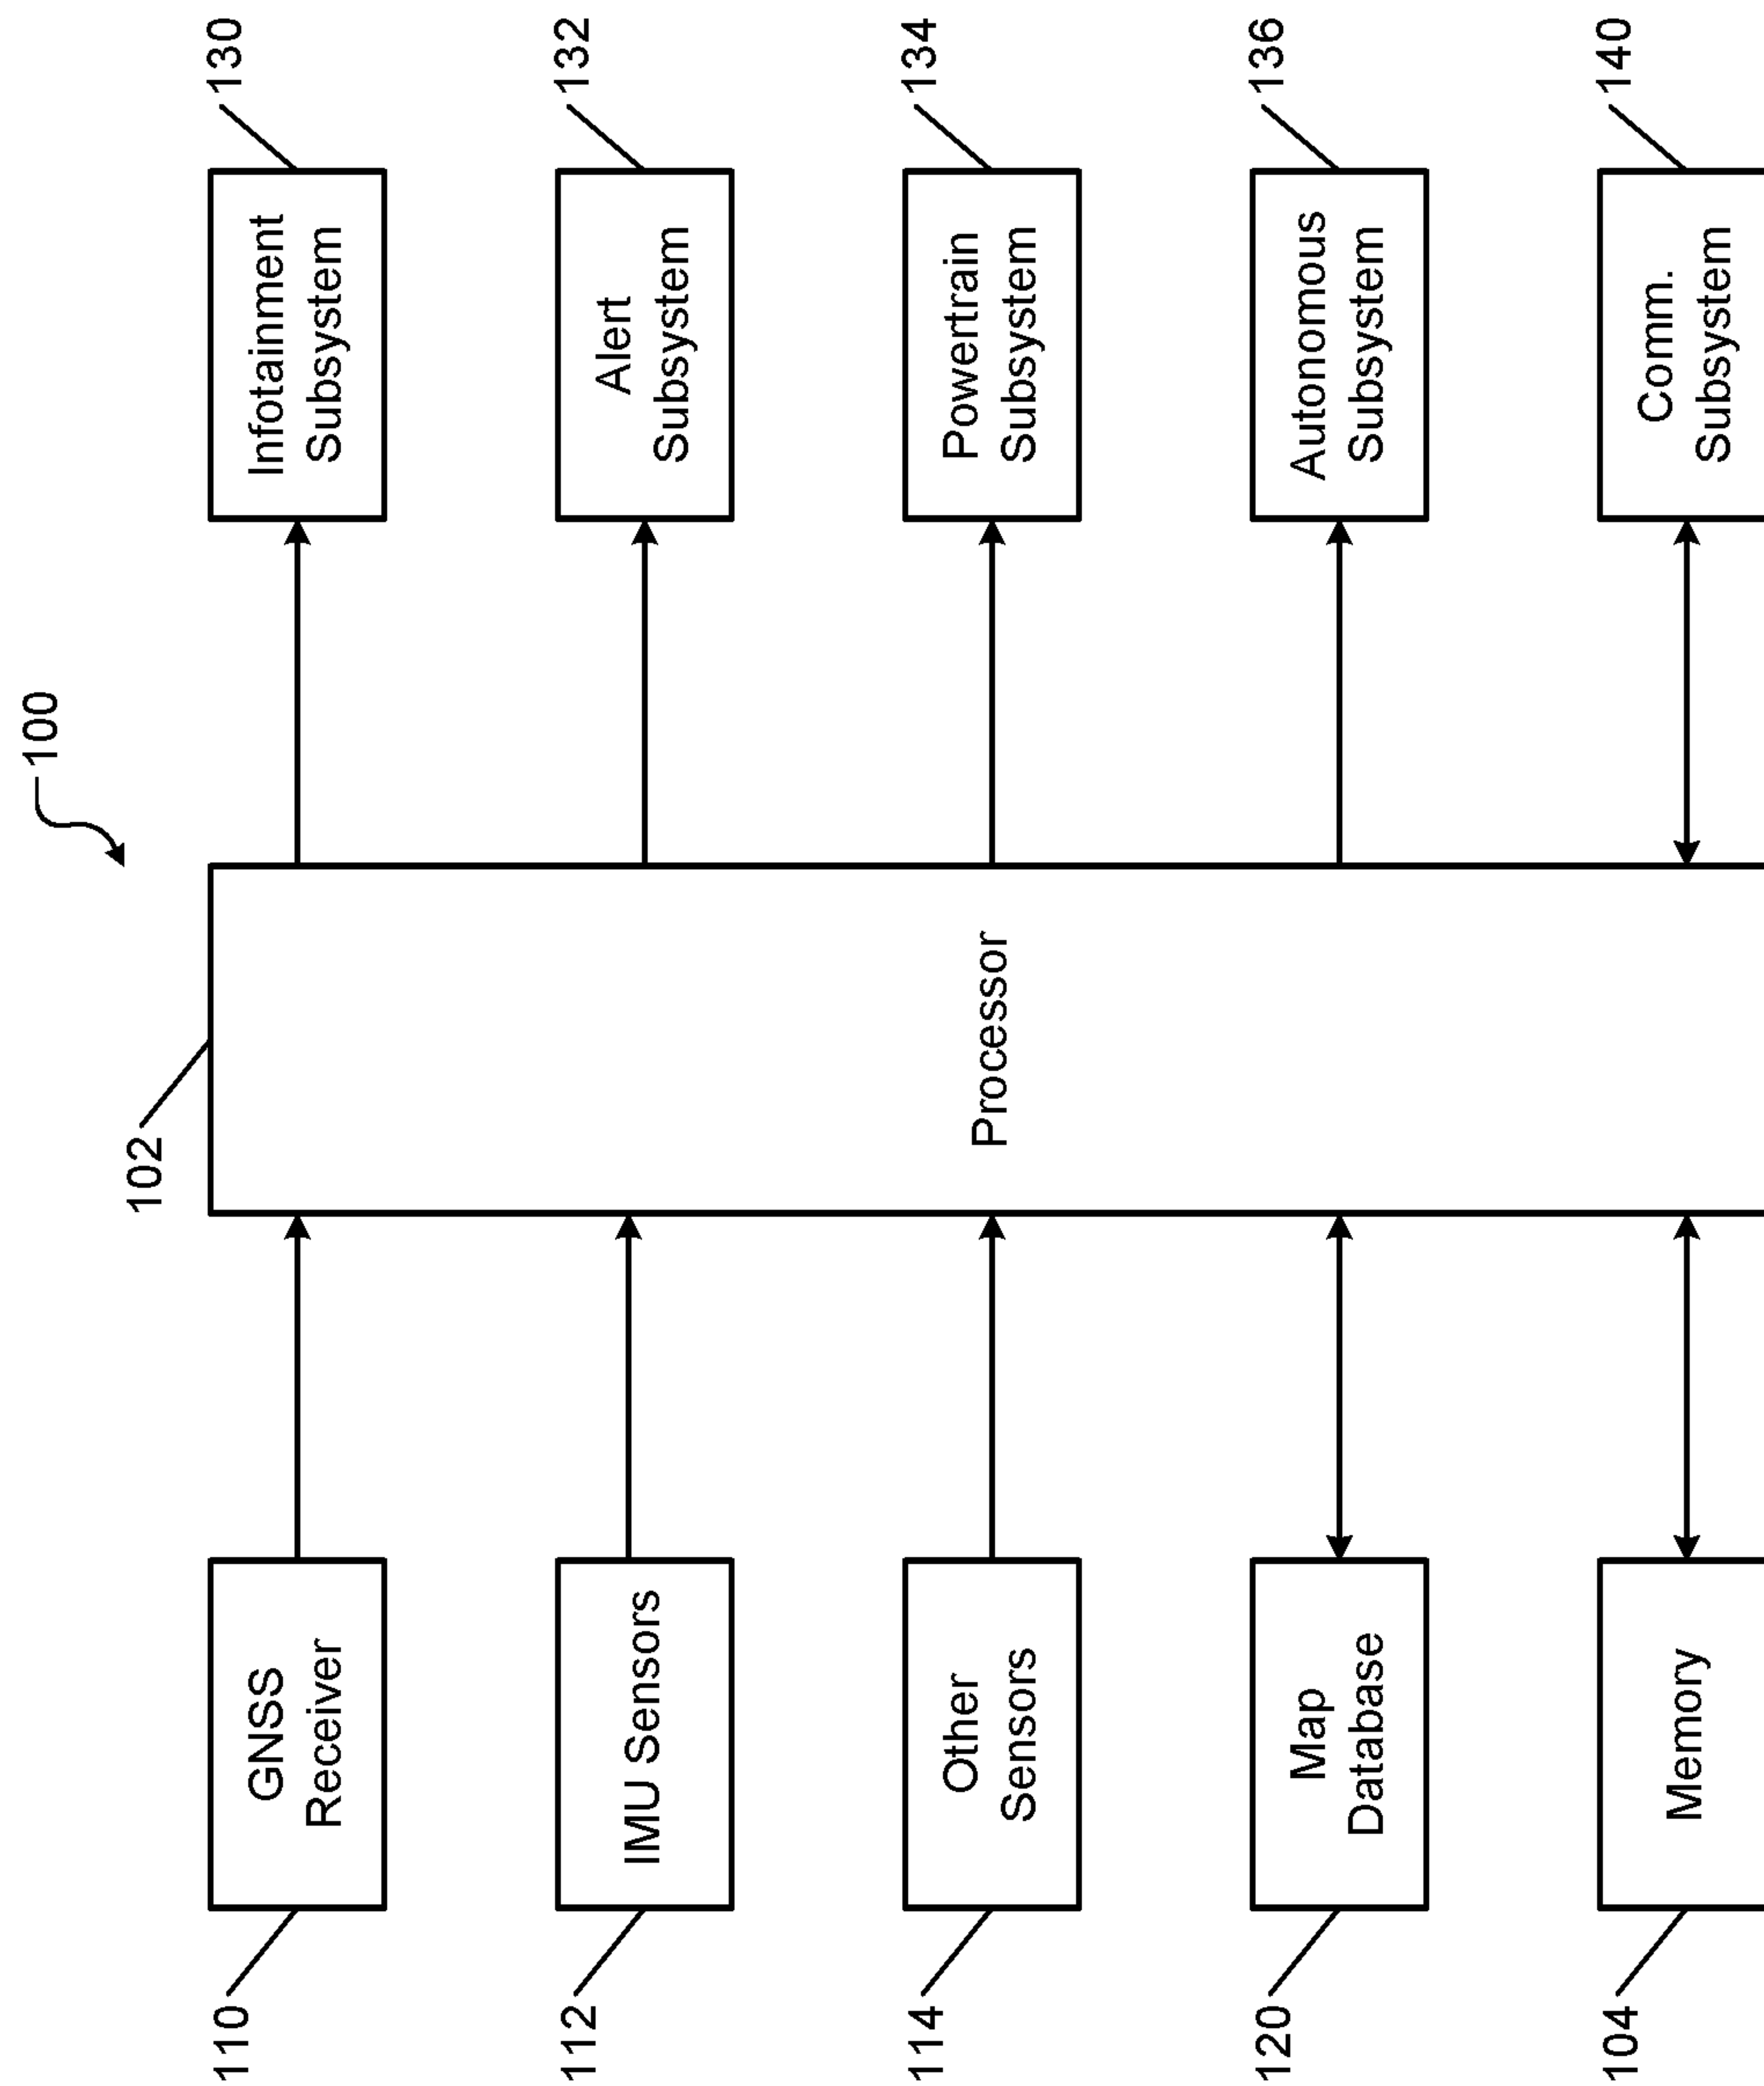 100
102
Processor
110
GNSS
Receiver
112
IMU Sensors
114
Other
Sensors
120
Map
Database
104
Memory
130
Infotainment
Subsystem
132
Alert
Subsystem
134
Powertrain
Subsystem
136
Autonomous
Subsystem
140
Comm.
Subsystem